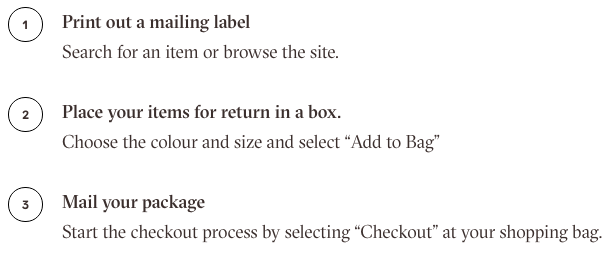 1
Print out a mailing label
Search for an item or browse the site.
2
Place your items for return in a box.
Choose the colour and size and select “Add to Bag”
3
Mail your package
Start the checkout process by selecting “Checkout” at your shopping bag.